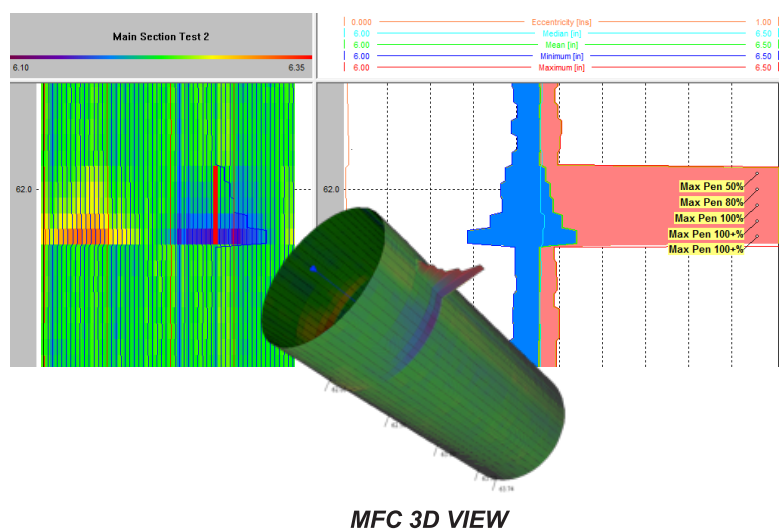 0.000 Eccentricity [Ins] 1.00
6.00 Median [in] 6.50
Main Section Test 2
6.00 Mean [in] 6.50
6.00 Minimum [in] 6.50
6.10 6.35
6.00 Maximum [in] 6.50
62.0
62.0
Max Pen 50%
Max Pen 80%
Max Pen 100%
Max Pen 100+%
Max Pen 100+%
MFC 3D VIEW